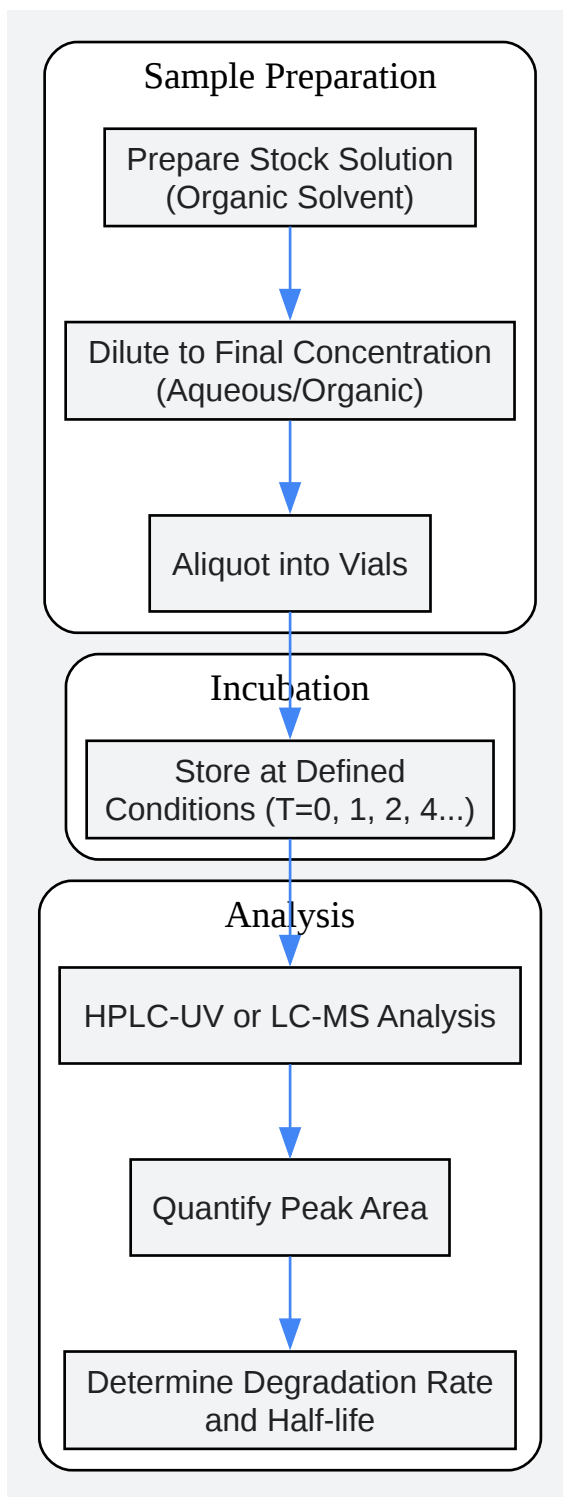 Sample Preparation
Prepare Stock Solution
(Organic Solvent)
Dilute to Final Concentration
(Aqueous/Organic)
Aliquot into Vials
Incubation
Store at Defined
Conditions (T=0, 1, 2, 4...)
Analysis
HPLC-UV or LC-MS Analysis
Quantify Peak Area
Determine Degradation Rate
and Half-life